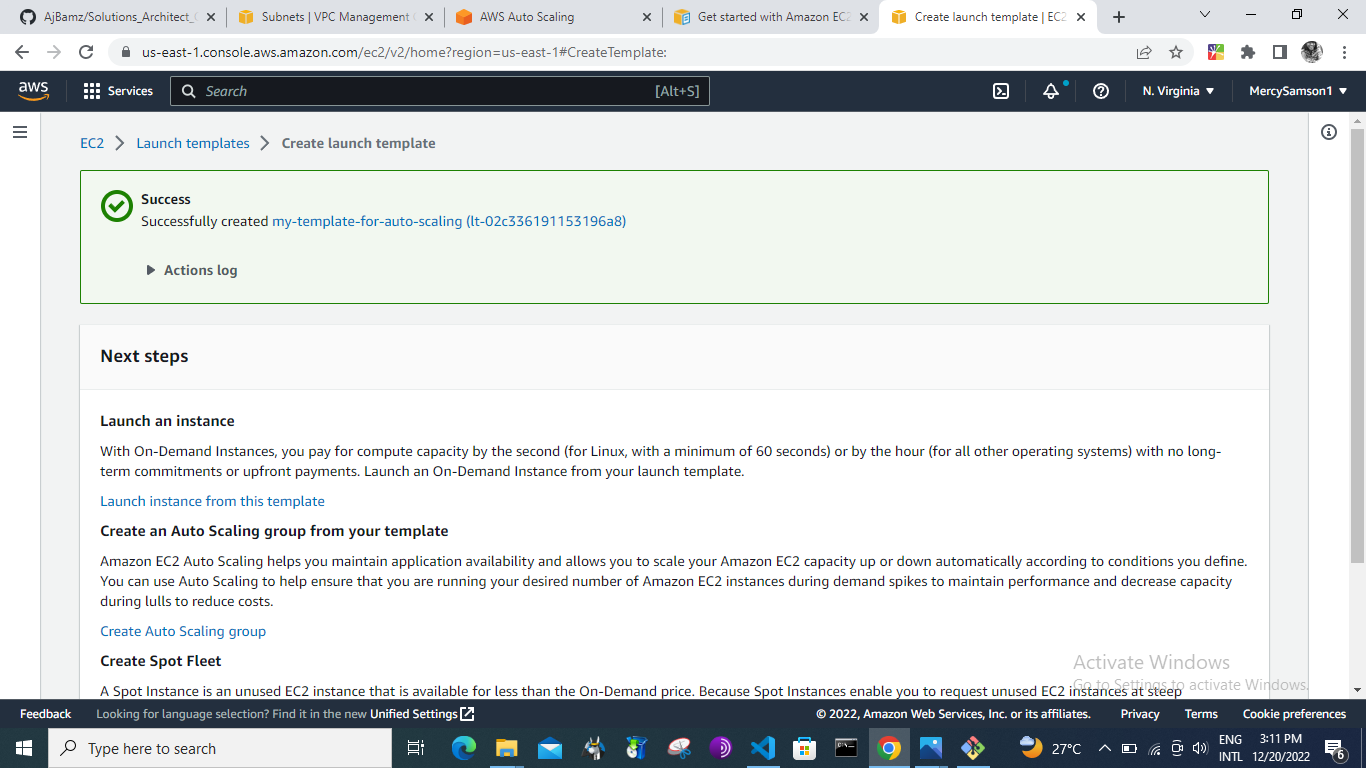 AjBamz/Solutions_Architect_
Subnets | VPC Management
AWS Auto Scaling
Get started with Amazon EC2
Create launch template | EC2
us-east-1.console.aws.amazon.com/ec2/v2/home?region=us-east-1#CreateTemplate:
aws
Services
Search
[Alt+S]
N. Virginia
MercySamson1
EC2
Launch templates
Create launch template
Success
Successfully created my-template-for-auto-scaling (lt-02c336191153196a8)
Actions log
Next steps
Launch an instance
With On-Demand Instances, you pay for compute capacity by the second (for Linux, with a minimum of 60 seconds) or by the hour (for all other operating systems) with no long-
term commitments or upfront payments. Launch an On-Demand Instance from your launch template.
Launch instance from this template
Create an Auto Scaling group from your template
Amazon EC2 Auto Scaling helps you maintain application availability and allows you to scale your Amazon EC2 capacity up or down automatically according to conditions you define.
You can use Auto Scaling to help ensure that you are running your desired number of Amazon EC2 instances during demand spikes to maintain performance and decrease capacity
during lulls to reduce costs.
Create Auto Scaling group
Create Spot Fleet
A Spot Instance is an unused EC2 instance that is available for less than the On-Demand price. Because Spot Instances enable you to request unused EC2 instances at steep
Activate Windows
Go to Settings to activate Windows.
Feedback
Looking for language selection? Find it in the new Unified Settings
© 2022, Amazon Web Services, Inc. or its affiliates.
Privacy
Terms
Cookie preferences
Type here to search
27°C
ENG
INTL
3:11 PM
12/20/2022
6